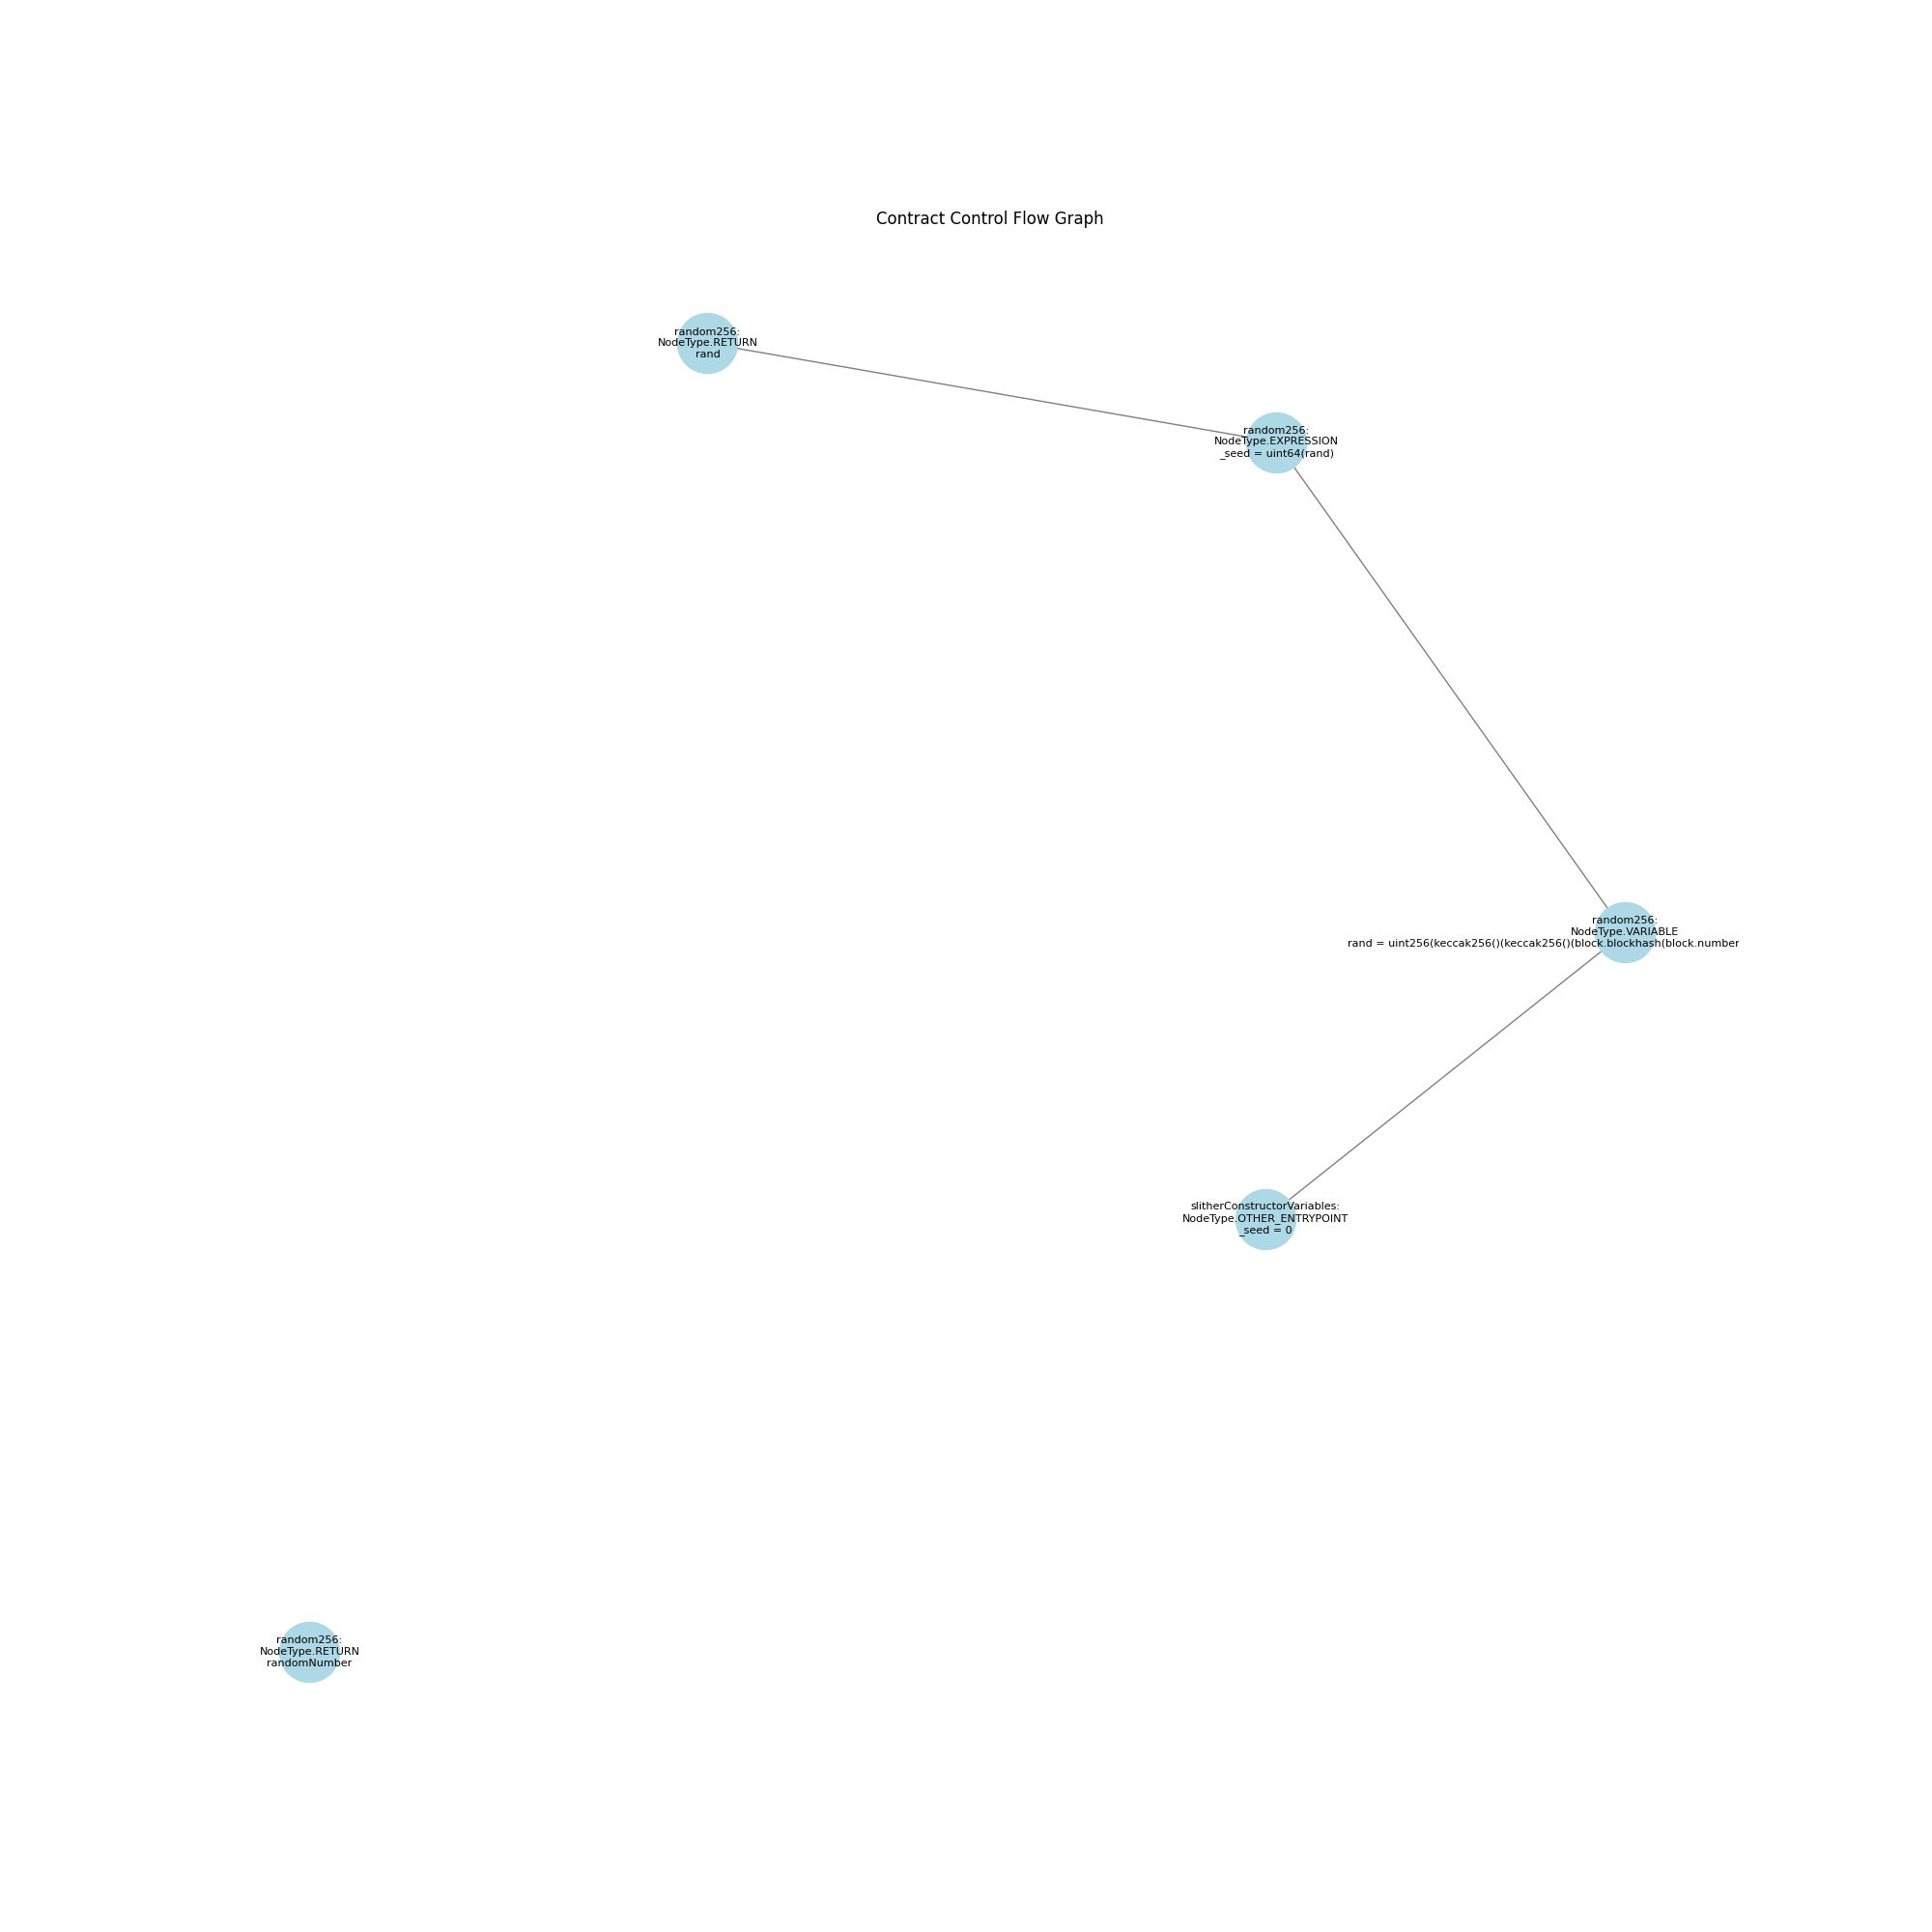 Contract Control Flow Graph
random256:
NodeType.RETURN
rand
random256:
NodeType.EXPRESSION
_seed = uint64(rand)
random256:
NodeType.VARIABLE
rand = uint256(keccak256()(keccak256()(block.blockhash(block.number
slitherConstructorVariables:
NodeType.OTHER_ENTRYPOINT
_seed = 0
random256:
NodeType.RETURN
randomNumber